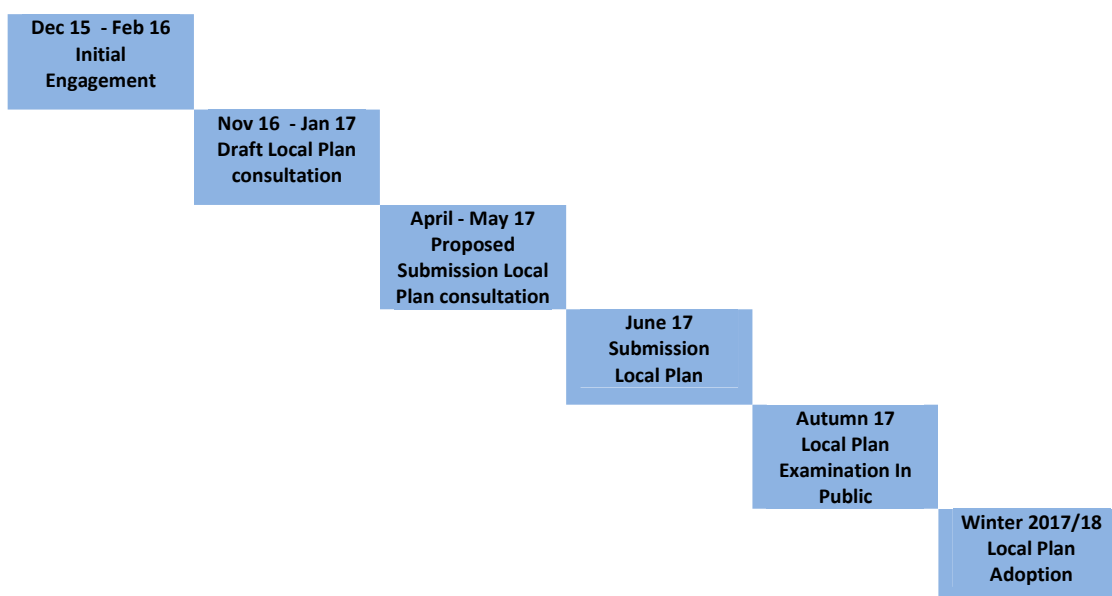 Dec 15 - Feb 16
Initial
Engagement
Nov 16 - Jan 17
Draft Local Plan
consultation
April - May 17
Proposed
Submission Local
Plan consultation
June 17
Submission
Local Plan
Autumn 17
Local Plan
Examination In
Public
Winter 2017/18
Local Plan
Adoption